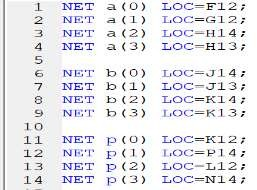 1 NET a(0) LOC=F12;
2 NET a(1) LOC=G12;
3 NET a(2) LOC=H14;
4 NET a(3) LOC=H13;
5
6 NET b(0) LOC=J14;
7 NET b(1) LOC=J13;
8 NET b(2) LOC=K14;
9 NET b(3) LOC=K13;
10
11 NET p(0) LOC=K12;
12 NET p(1) LOC=P14;
13 NET p(2) LOC=L12;
14 NET p(3) LOC=N14;